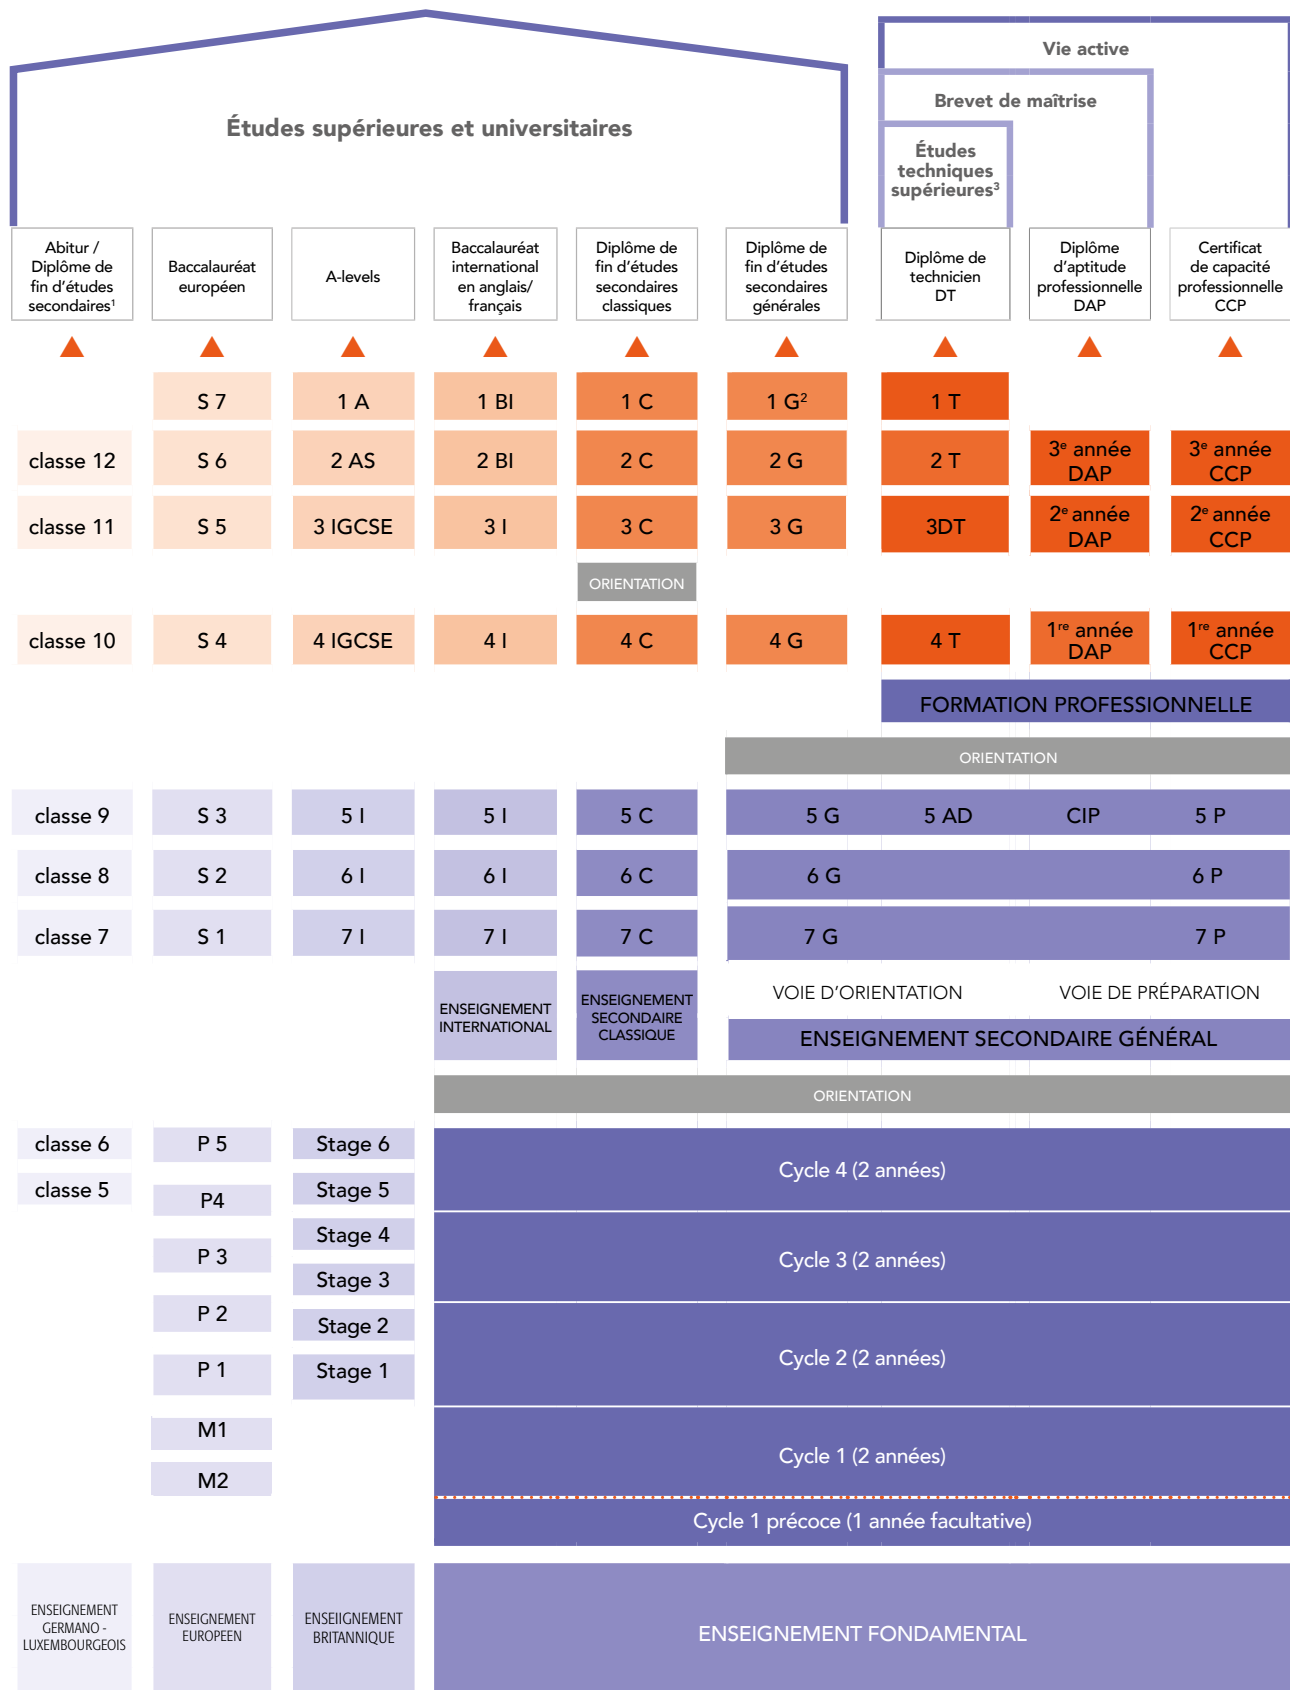 Vie active
Brevet de maîtrise
Études supérieures et universitaires
Études
techniques
supérieures³
Abitur /
Diplôme de
fin d'études
secondaires¹
Baccalauréat
européen
A-levels
Baccalauréat
international
en anglais/
français
Diplôme de
fin d'études
secondaires
classiques
Diplôme de
fin d'études
secondaires
générales
Diplôme de
technicien
DT
Diplôme
d'aptitude
professionnelle
DAP
Certificat
de capacité
professionnelle
CCP
S 7
1 A
1 BI
1 C
1 G²
1 T
classe 12
S 6
2 AS
2 BI
2 C
2 G
2 T
3e année
DAP
3e année
CCP
classe 11
S 5
3 IGCSE
3 I
3 C
3 G
3DT
2e année
DAP
2e année
CCP
ORIENTATION
classe 10
S 4
4 IGCSE
4 I
4 C
4 G
4 T
1re année
DAP
1re année
CCP
FORMATION PROFESSIONNELLE
ORIENTATION
classe 9
S 3
5 I
5 I
5 C
5 G
5 AD
CIP
5 P
classe 8
S 2
6 I
6 I
6 C
6 G
6 P
classe 7
S 1
7 I
7 I
7 C
7 G
7 P
ENSEIGNEMENT
INTERNATIONAL
ENSEIGNEMENT
SECONDAIRE
CLASSIQUE
VOIE D'ORIENTATION
VOIE DE PRÉPARATION
ENSEIGNEMENT SECONDAIRE GÉNÉRAL
ORIENTATION
classe 6
P 5
Stage 6
Cycle 4 (2 années)
classe 5
P4
Stage 5
Stage 4
P 3
Cycle 3 (2 années)
Stage 3
P 2
Stage 2
Cycle 2 (2 années)
P 1
Stage 1
M1
Cycle 1 (2 années)
M2
Cycle 1 précoce (1 année facultative)
ENSEIGNEMENT
GERMANO -
LUXEMBOURGEOIS
ENSEIGNEMENT
EUROPEEN
ENSEIIGNEMENT
BRITANNIQUE
ENSEIGNEMENT FONDAMENTAL